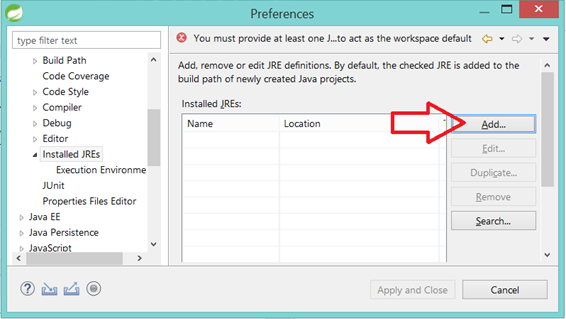 Preferences
type filter text
Build Path
Code Coverage
Code Style
Compiler
Debug
Editor
Installed JREs
Execution Environme
JUnit
Properties Files Editor
Java EE
Java Persistence
JavaScript
You must provide at least one J...to act as the workspace default
Add, remove or edit JRE definitions. By default, the checked JRE is added to the
build path of newly created Java projects.
Installed JREs:
Name Location
Add...
Edit...
Duplicate...
Remove
Search...
Apply and Close Cancel